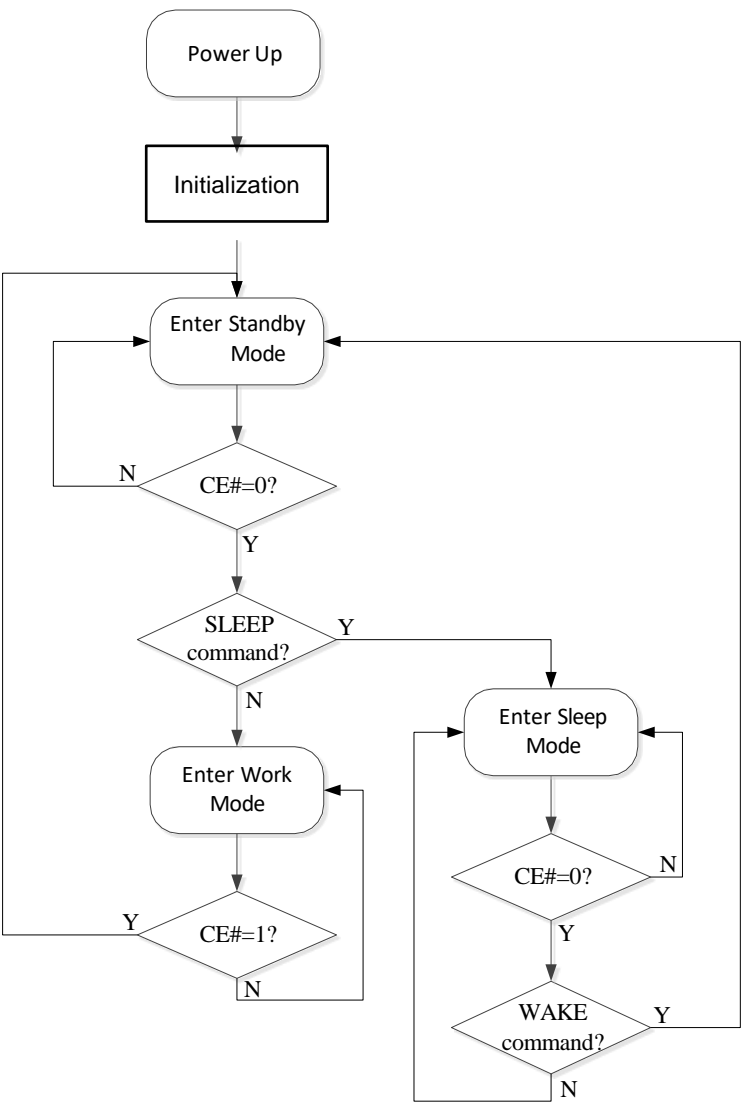 Power Up
Initialization
Enter Standby
Mode
N
CE#=0?
Y
SLEEP
command?
Y
N
Enter Sleep
Mode
Enter Work
Mode
CE#=0?
N
Y
CE#=1?
Y
N
WAKE
command?
Y
N